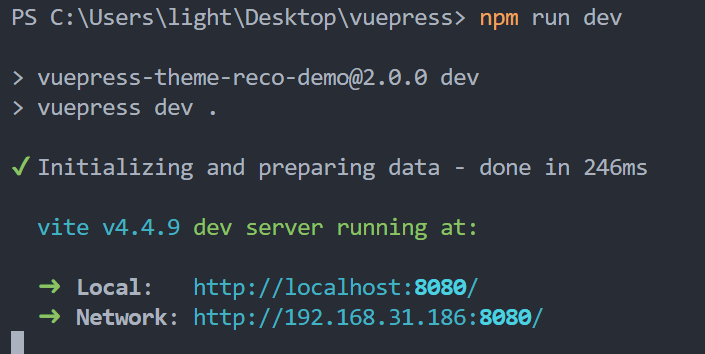 PS C:\Users\light\Desktop\vuepress> npm run dev
> vuepress-theme-reco-demo@2.0.0 dev
> vuepress dev .
✓ Initializing and preparing data - done in 246ms
vite v4.4.9 dev server running at:
➜ Local: http://localhost:8080/
➜ Network: http://192.168.31.186:8080/